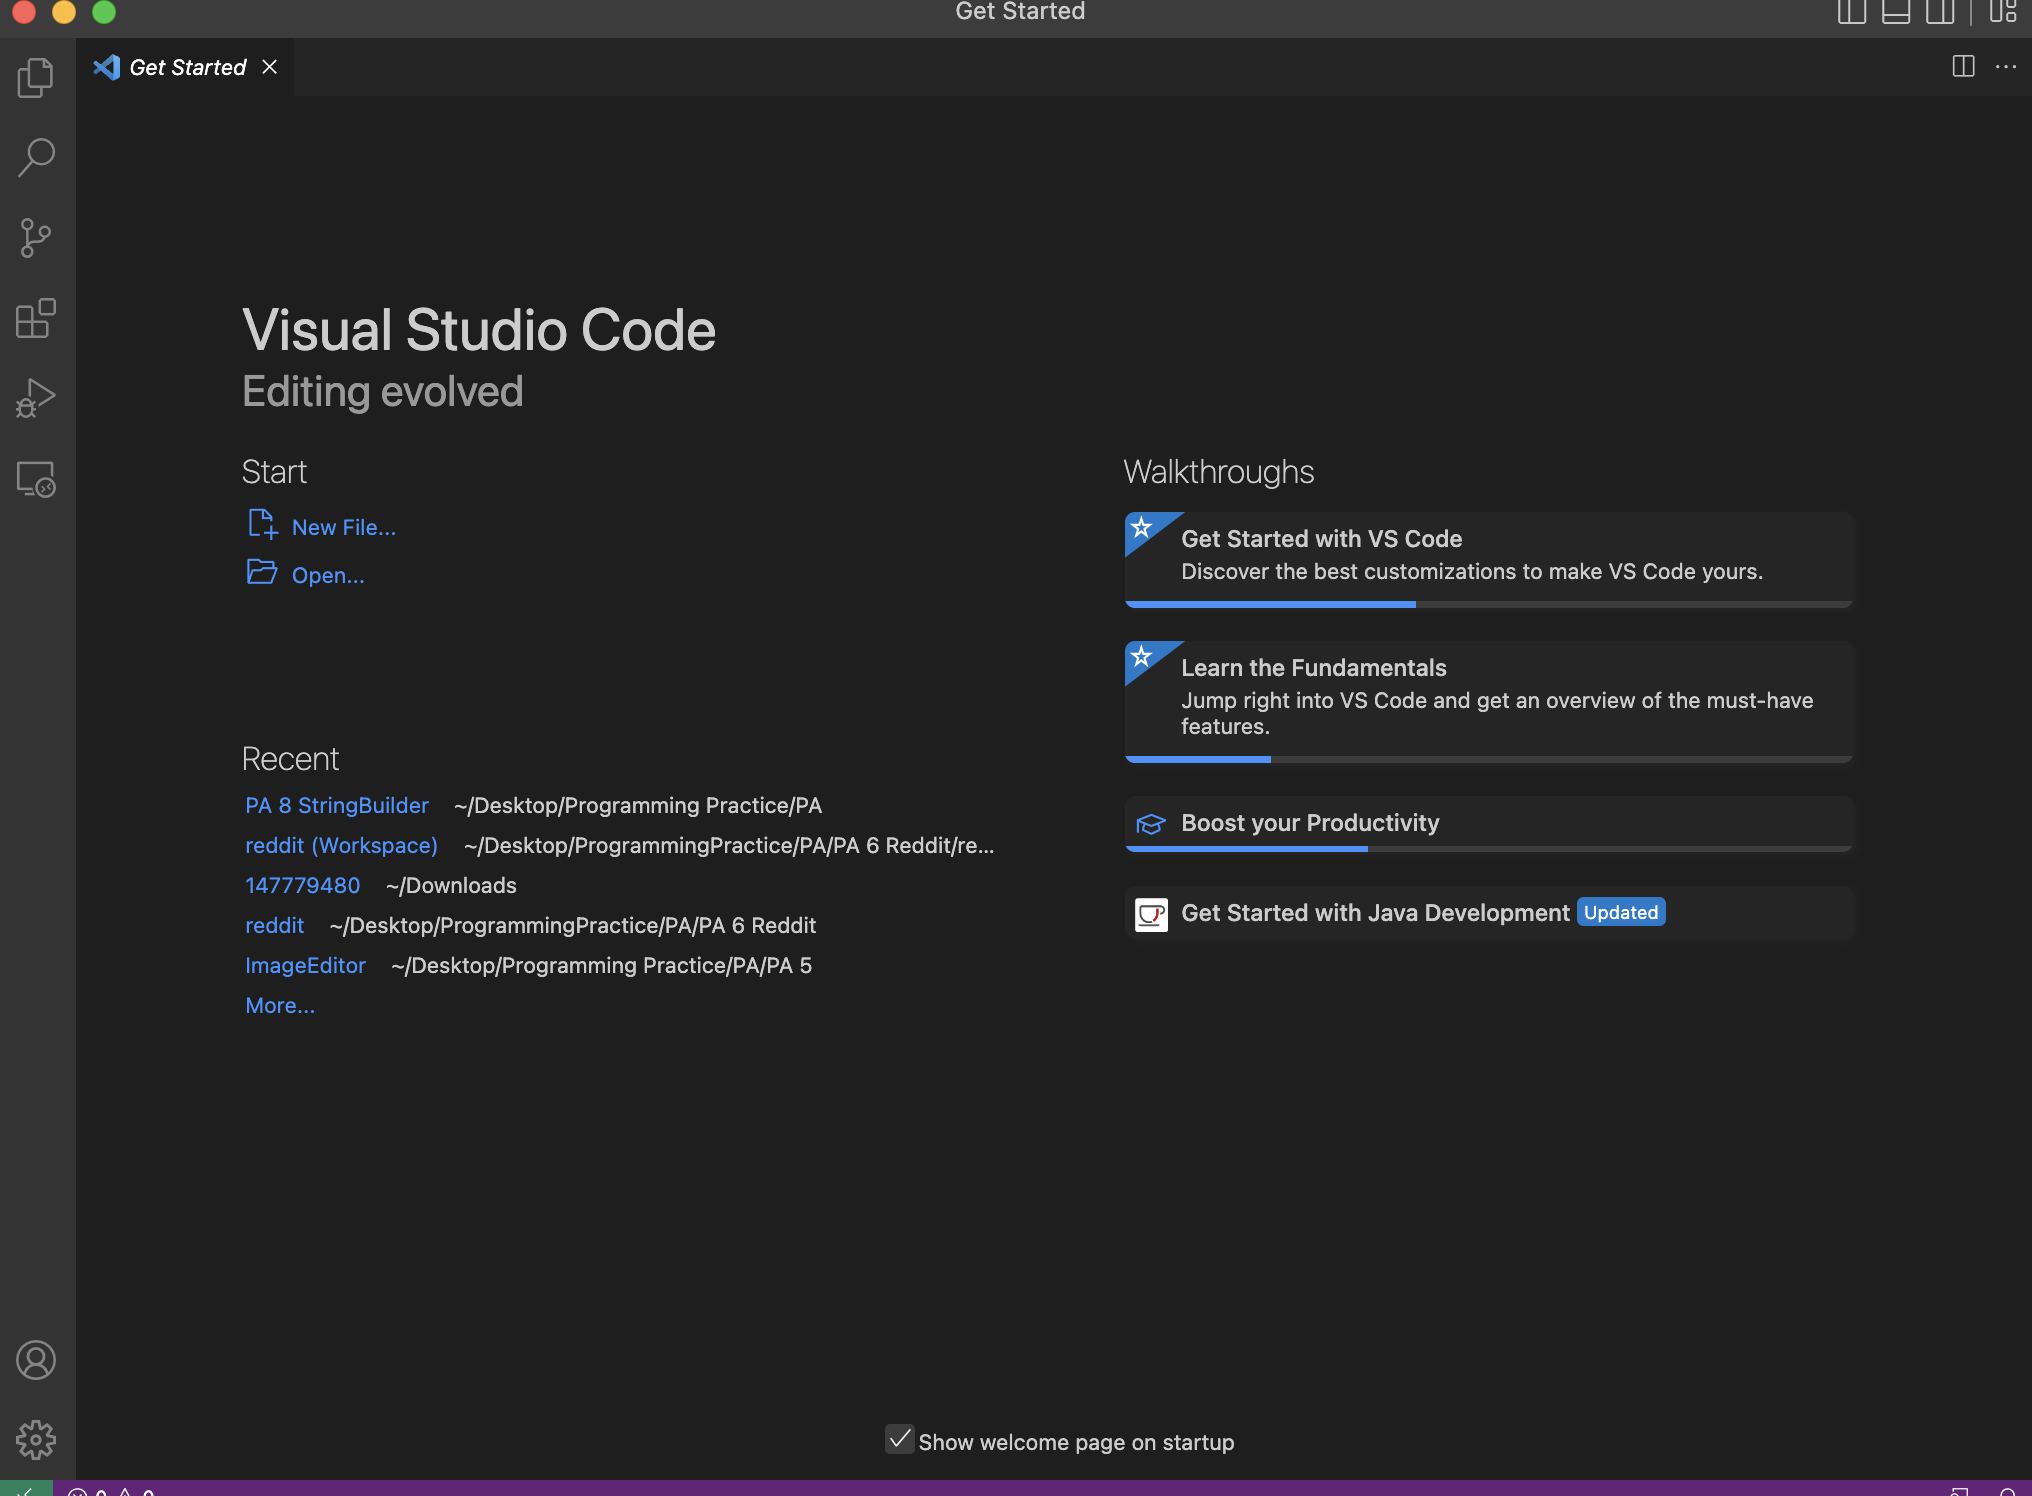 Get Started
Get Started
Visual Studio Code
Editing evolved
Start
New File...
Open...
Recent
PA 8 StringBuilder ~/Desktop/Programming Practice/PA
reddit (Workspace) ~/Desktop/ProgrammingPractice/PA/PA 6 Reddit/re...
147779480 ~/Downloads
reddit ~/Desktop/ProgrammingPractice/PA/PA 6 Reddit
ImageEditor ~/Desktop/Programming Practice/PA/PA 5
More...
Walkthroughs
Get Started with VS Code
Discover the best customizations to make VS Code yours.
Learn the Fundamentals
Jump right into VS Code and get an overview of the must-have
features.
Boost your Productivity
Get Started with Java Development Updated
Show welcome page on startup